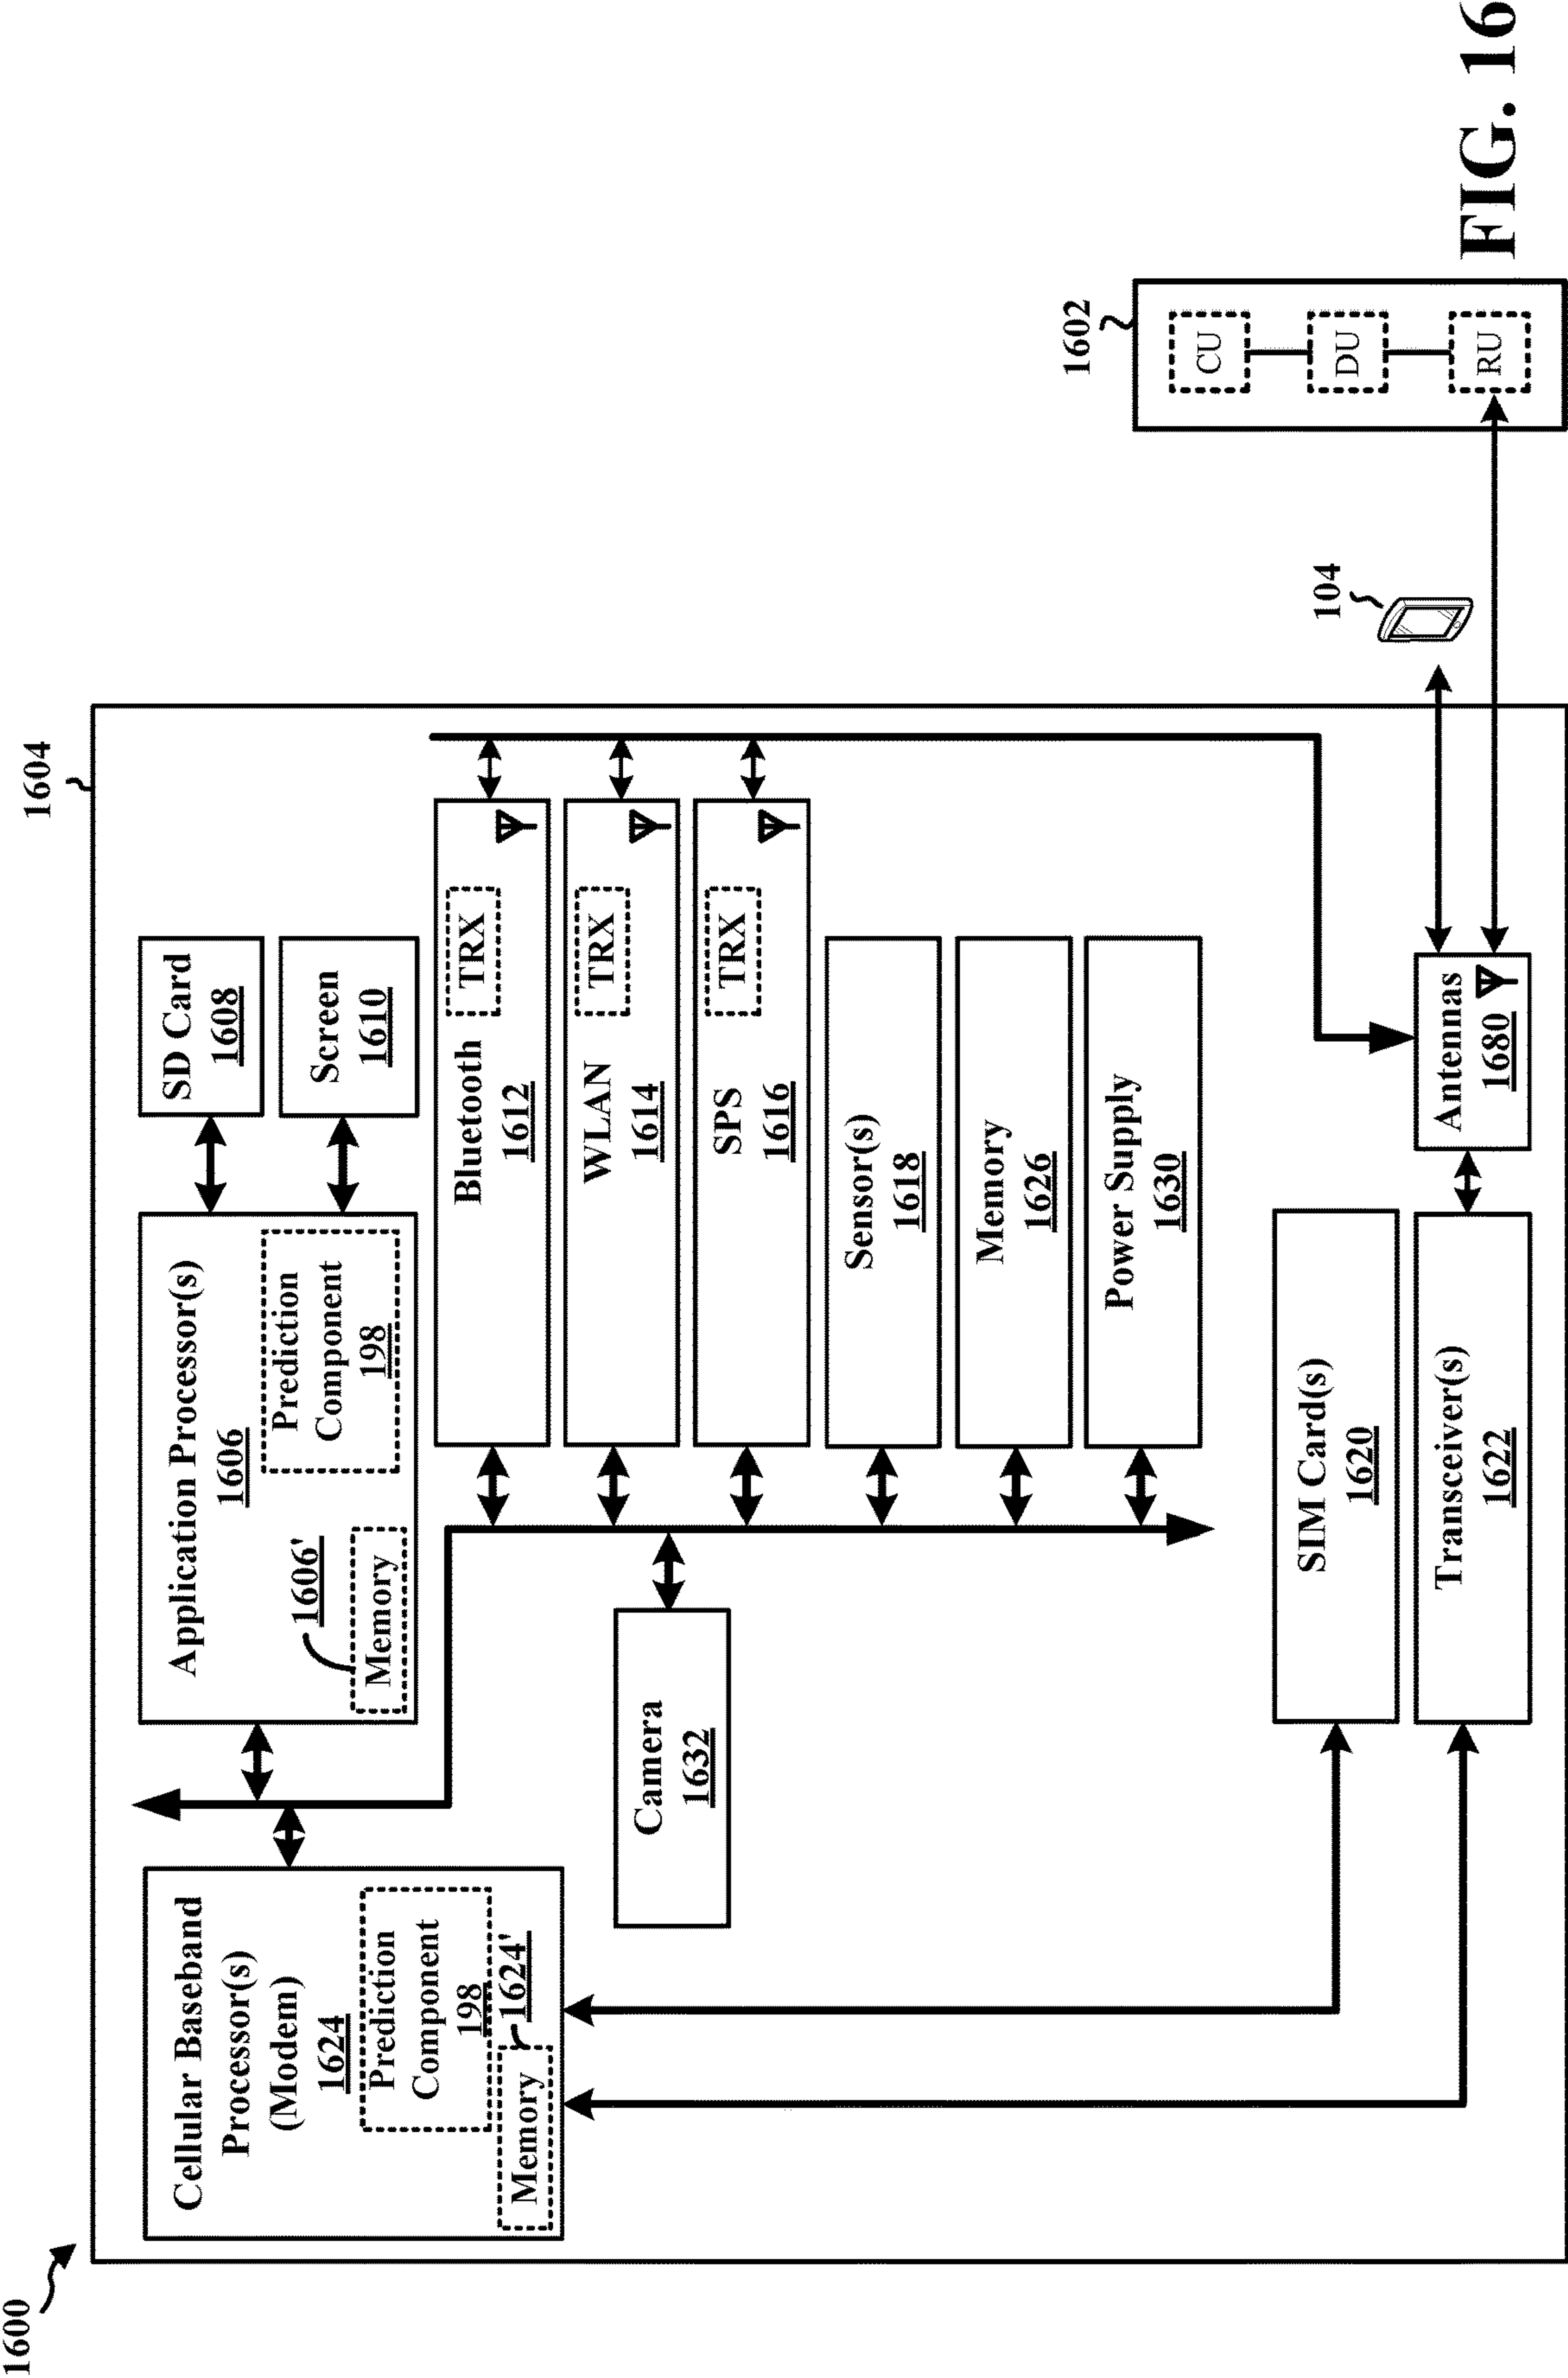 1600
1604
Cellular Baseband
Processor(s)
(Modem)
1624
Prediction
Component
198
1624'
Memory
Application Processor(s)
1606
Prediction
Component
198
1606'
Memory
SD Card
1608
Screen
1610
Bluetooth
1612
TRX
WLAN
1614
TRX
SPS
1616
TRX
Camera
1632
Sensor(s)
1618
Memory
1626
Power Supply
1630
SIM Card(s)
1620
Transceiver(s)
1622
Antennas
1680
104
1602
CU
DU
RU
FIG. 16